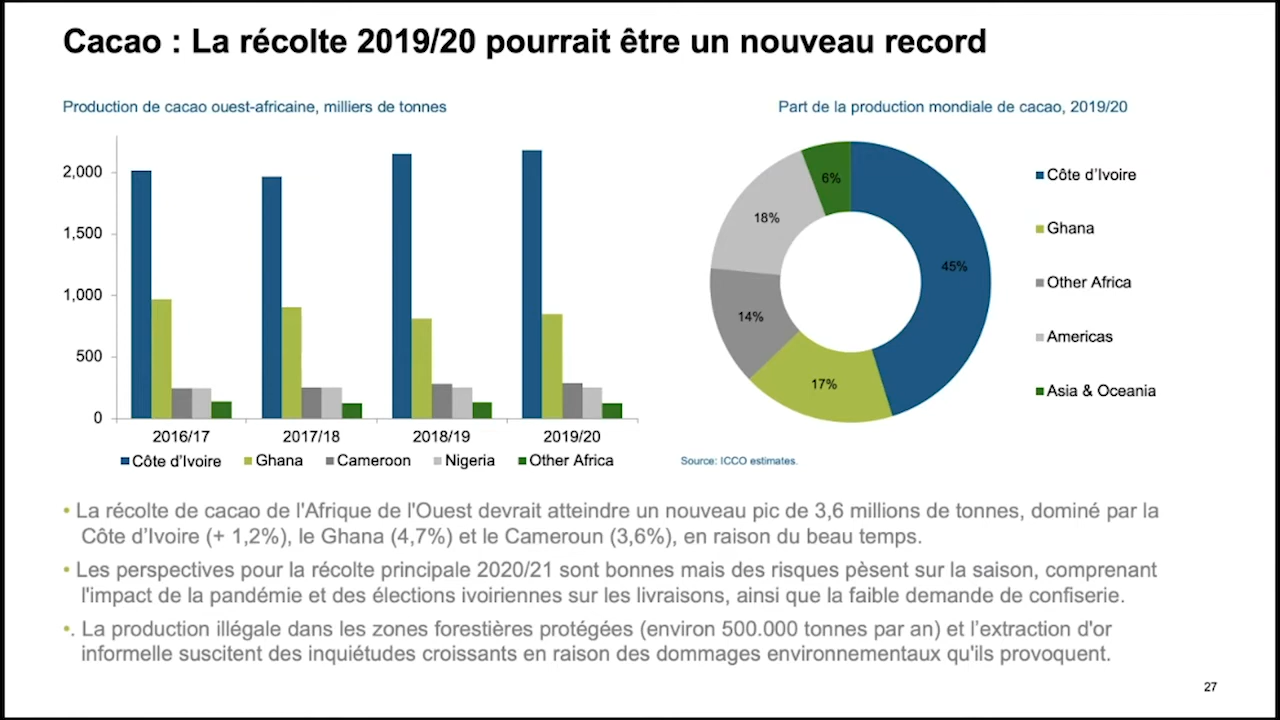 Cacao : La récolte 2019/20 pourrait être un nouveau record
Production de cacao ouest-africaine, milliers de tonnes
2,000
1,500
1,000
500
0
2016/17 2017/18 2018/19 2019/20
Côte d’Ivoire Ghana Cameroon Nigeria Other Africa
Part de la production mondiale de cacao, 2019/20
6%
18%
45%
14%
17%
Côte d’Ivoire
Ghana
Other Africa
Americas
Asia & Oceania
Source: ICCO estimates.
• La récolte de cacao de l'Afrique de l'Ouest devrait atteindre un nouveau pic de 3,6 millions de tonnes, dominé par la
Côte d’Ivoire (+ 1,2%), le Ghana (4,7%) et le Cameroun (3,6%), en raison du beau temps.
• Les perspectives pour la récolte principale 2020/21 sont bonnes mais des risques pèsent sur la saison, comprenant
l'impact de la pandémie et des élections ivoiriennes sur les livraisons, ainsi que la faible demande de confiserie.
•. La production illégale dans les zones forestières protégées (environ 500.000 tonnes par an) et l’extraction d'or
informelle suscitent des inquiétudes croissants en raison des dommages environnementaux qu'ils provoquent.
27